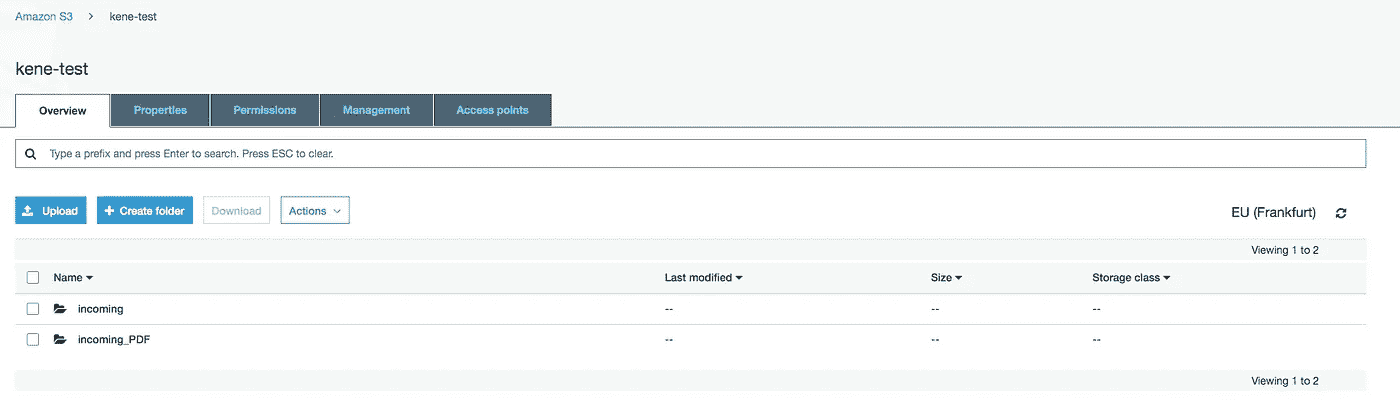 Amazon S3 > kene-test
kene-test
Overview Properties Permissions Management Access points
Type a prefix and press Enter to search. Press ESC to clear.
Upload + Create folder Download Actions EU (Frankfurt)
Viewing 1 to 2
Name Last modified Size Storage class
incoming -- -- --
incoming_PDF -- -- --
Viewing 1 to 2